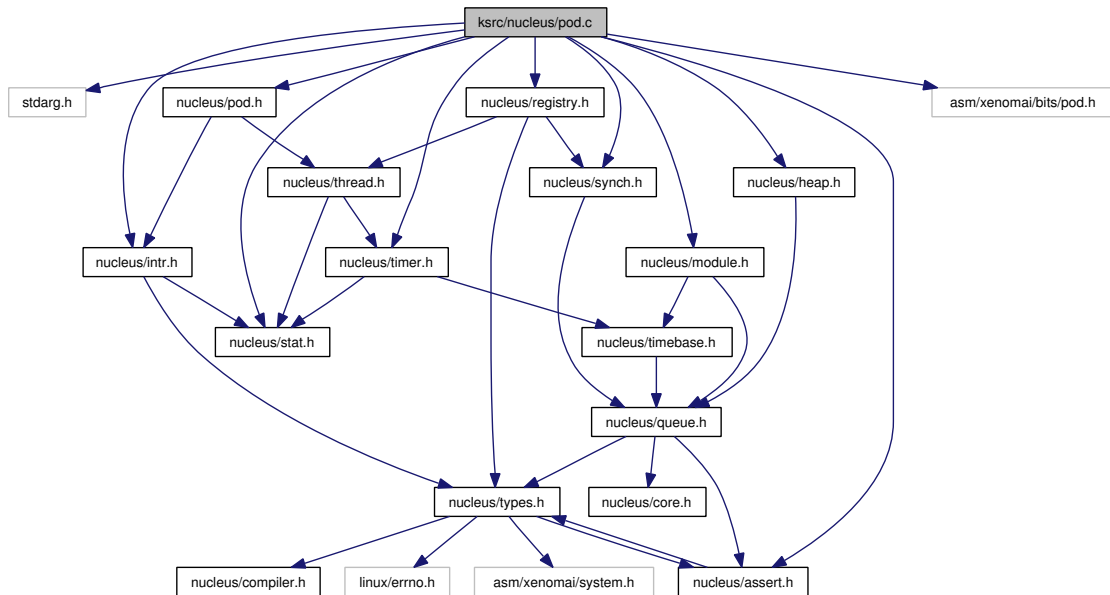 ksrc/nucleus/pod.c
stdarg.h
nucleus/pod.h
nucleus/registry.h
asm/xenomai/bits/pod.h
nucleus/thread.h
nucleus/synch.h
nucleus/heap.h
nucleus/intr.h
nucleus/timer.h
nucleus/module.h
nucleus/stat.h
nucleus/timebase.h
nucleus/queue.h
nucleus/types.h
nucleus/core.h
nucleus/compiler.h
linux/errno.h
asm/xenomai/system.h
nucleus/assert.h